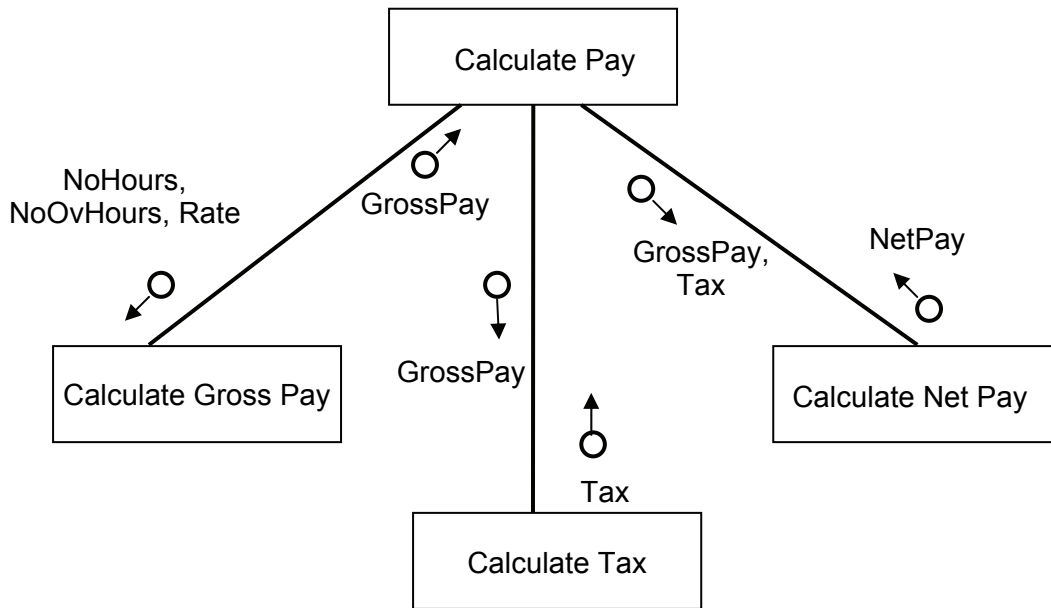 Calculate Pay
NoHours,
NoOvHours, Rate
GrossPay
GrossPay,
Tax
NetPay
GrossPay
Calculate Gross Pay
Calculate Net Pay
Tax
Calculate Tax